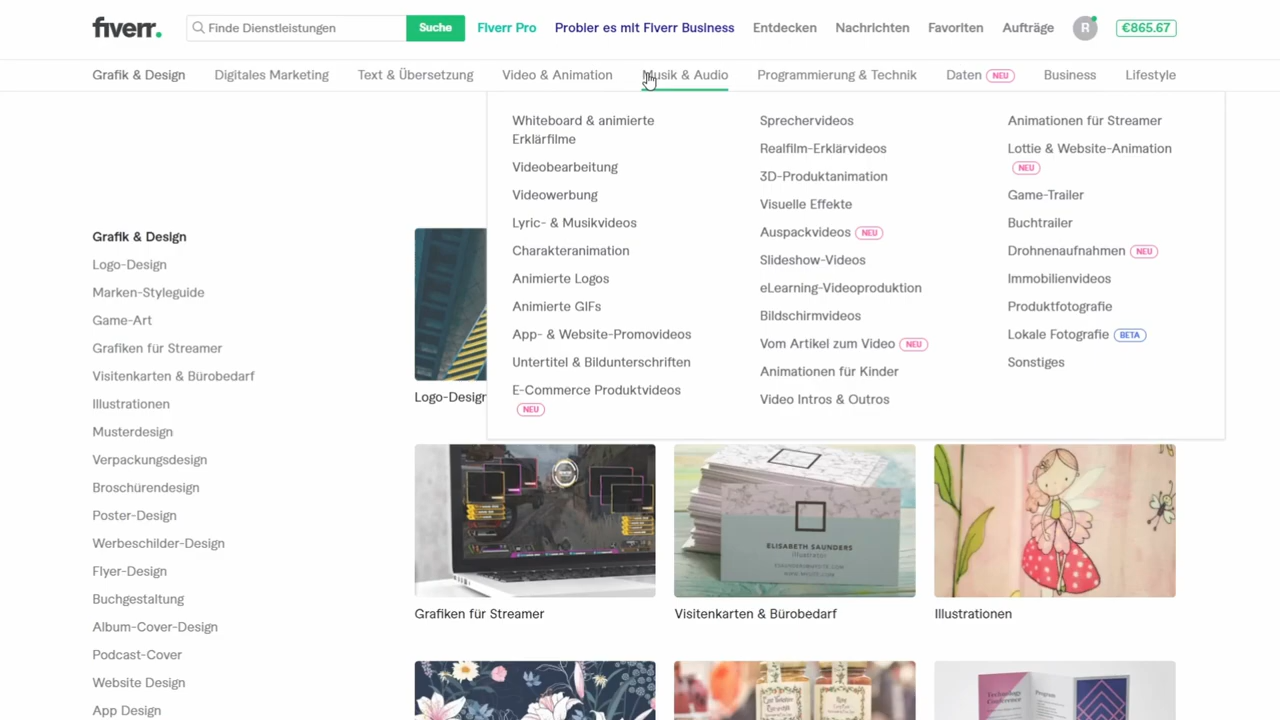 fiverr.
Finde Dienstleistungen
Suche
Fiverr Pro
Probier es mit Fiverr Business
Entdecken
Nachrichten
Favoriten
Aufträge
R
€865.67
Grafik & Design
Digitales Marketing
Text & Übersetzung
Video & Animation
Musik & Audio
Programmierung & Technik
Daten NEU
Business
Lifestyle
Whiteboard & animierte
Erklärfilme
Videobearbeitung
Videowerbung
Lyric- & Musikvideos
Charakteranimation
Animierte Logos
Animierte GIFs
App- & Website-Promovideos
Untertitel & Bildunterschriften
E-Commerce Produktvideos
NEU
Sprechervideos
Realfilm-Erklärvideos
3D-Produktanimation
Visuelle Effekte
Auspackvideos NEU
Slideshow-Videos
eLearning-Videoproduktion
Bildschirmvideos
Vom Artikel zum Video NEU
Animationen für Kinder
Video Intros & Outros
Animationen für Streamer
Lottie & Website-Animation
NEU
Game-Trailer
Buchtrailer
Drohnenaufnahmen NEU
Immobilienvideos
Produktfotografie
Lokale Fotografie BETA
Sonstiges
Grafik & Design
Logo-Design
Marken-Styleguide
Game-Art
Grafiken für Streamer
Visitenkarten & Bürobedarf
Illustrationen
Musterdesign
Verpackungsdesign
Broschürendesign
Poster-Design
Werbeschilder-Design
Flyer-Design
Buchgestaltung
Album-Cover-Design
Podcast-Cover
Website Design
App Design
Logo-Design
ELISABETH SAUNDERS
Illustrator
Grafiken für Streamer
Visitenkarten & Bürobedarf
Illustrationen
Technology
Conference
Program